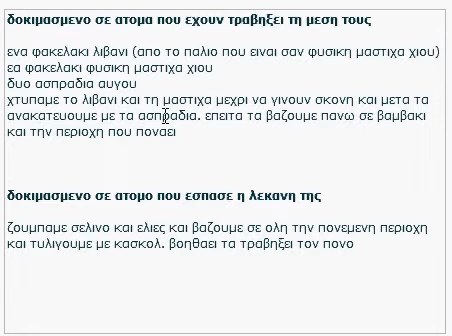 δοκιμασμενο σε ατομα που εχουν τραβηξει τη μεση τους
ενα φακελακι λιβανι (απο το παλιο που ειναι σαν φυσικη μαστιχα χιου)
εα φακελακι φυσικη μαστιχα χιου
δυο ασπραδια αυγου
χτυπαμε το λιβανι και τη μαστιχα μεχρι να γινουν σκονη και μετα τα
ανακατευουμε με τα ασπραδια. επειτα τα βαζουμε πανω σε βαμβακι
και την περιοχη που ποναει
δοκιμασμενο σε ατομο που εσπασε η λεκανη της
ζουμπαμε σελινο και ελιες και βαζουμε σε ολη την πονεμενη περιοχη
και τυλιγουμε με κασκολ. βοηθαει τα τραβηξει τον πονο